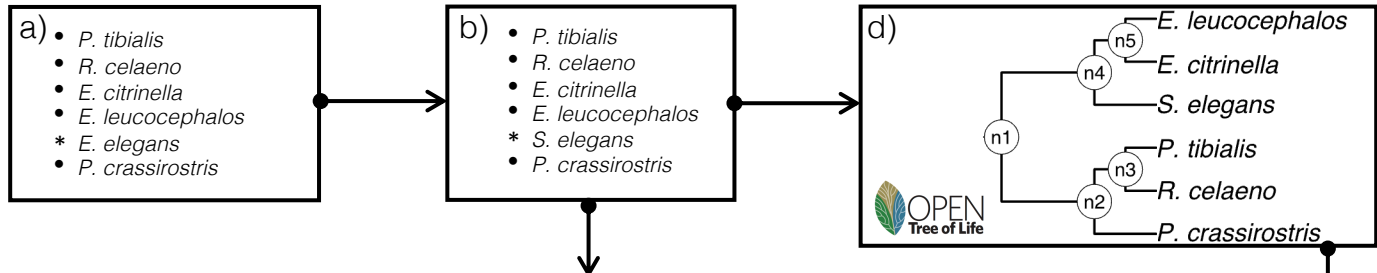 a)
• P. tibialis
• R. celaeno
• E. citrinella
• E. leucocephalos
* E. elegans
• P. crassirostris
b)
• P. tibialis
• R. celaeno
• E. citrinella
• E. leucocephalos
* S. elegans
• P. crassirostris
d)
E. leucocephalos
n5
E. citrinella
n4
S. elegans
n1
P. tibialis
n3
R. celaeno
n2
P. crassirostris
OPEN
Tree of Life